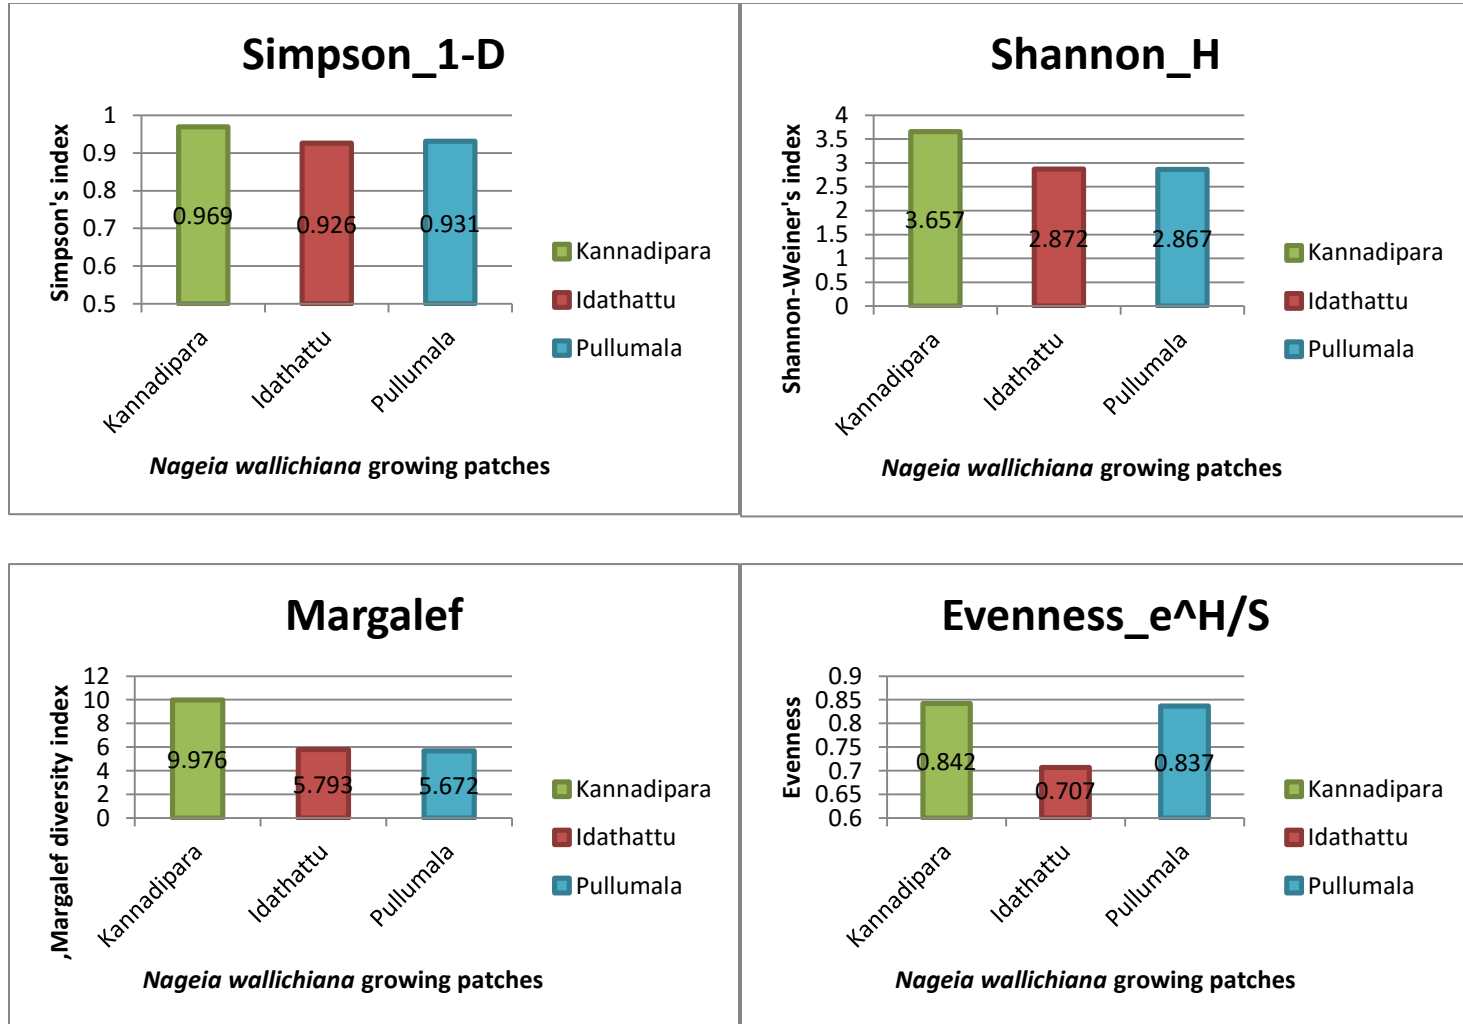 Simpson_1-D
Simpson's index
1
0.9
0.8
0.7
0.6
0.5
0.969
0.926
0.931
Kannadipara
Idathattu
Pullumala
Nageia wallichiana growing patches
Kannadipara
Idathattu
Pullumala
Shannon_H
Shannon-Weiner's index
4
3.5
3
2.5
2
1.5
1
0.5
0
3.657
2.872
2.867
Kannadipara
Idathattu
Pullumala
Nageia wallichiana growing patches
Kannadipara
Idathattu
Pullumala
Margalef
,Margalef diversity index
12
10
8
6
4
2
0
9.976
5.793
5.672
Kannadipara
Idathattu
Pullumala
Nageia wallichiana growing patches
Kannadipara
Idathattu
Pullumala
Evenness_e^H/S
Evenness
0.9
0.85
0.8
0.75
0.7
0.65
0.6
0.842
0.707
0.837
Kannadipara
Idathattu
Pullumala
Nageia wallichiana growing patches
Kannadipara
Idathattu
Pullumala